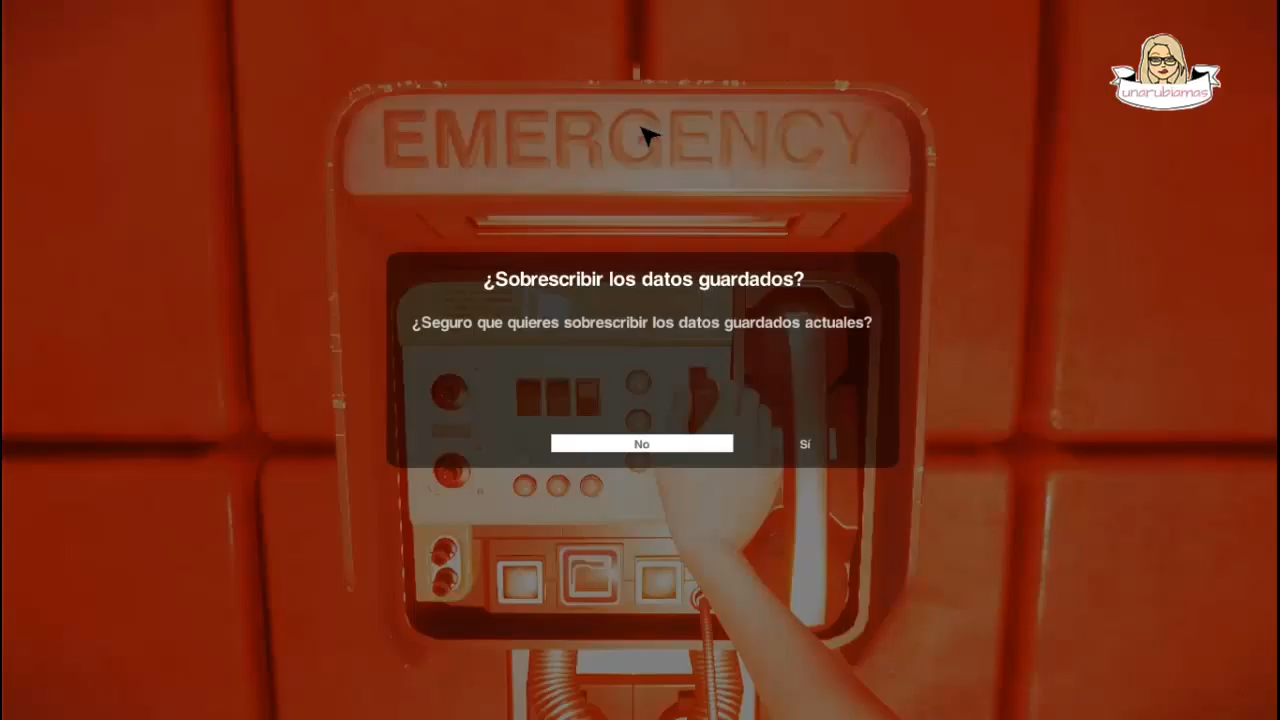 unarubiamas
EMERGENCY
¿Sobrescribir los datos guardados?
¿Seguro que quieres sobrescribir los datos guardados actuales?
No
Sí